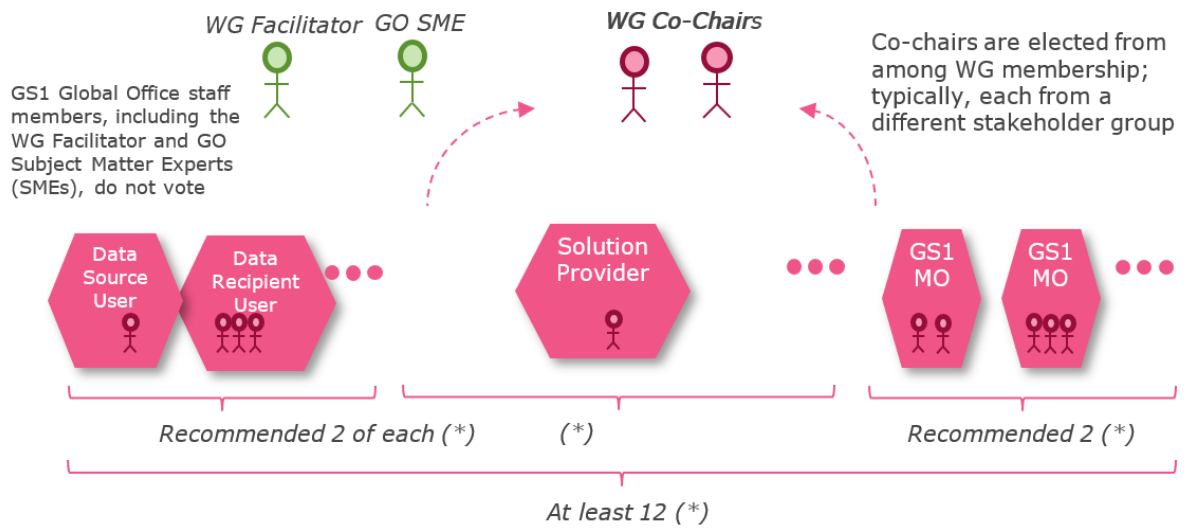 WG Facilitator
GO SME
WG Co-Chairs
GS1 Global Office staff
members, including the
WG Facilitator and GO
Subject Matter Experts
(SMEs), do not vote
Co-chairs are elected from
among WG membership;
typically, each from a
different stakeholder group
Data
Source
User
Data
Recipient
User
Solution
Provider
GS1
MO
GS1
MO
Recommended 2 of each (*)
(*)
Recommended 2 (*)
At least 12 (*)